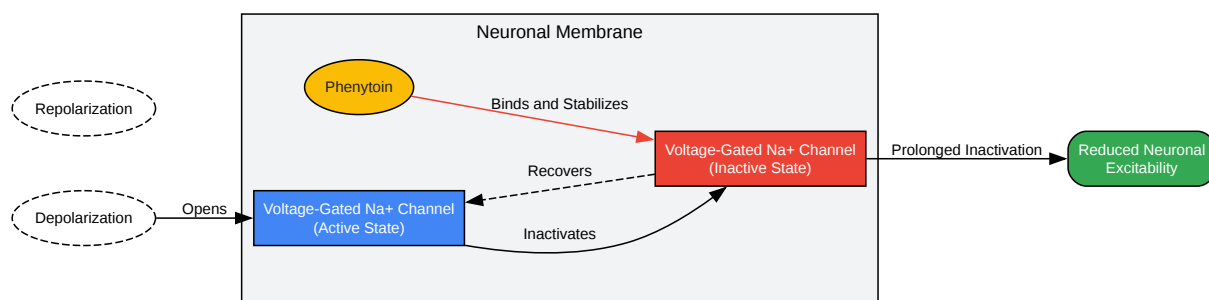 Neuronal Membrane
Phenytoin
Repolarization
Binds and Stabilizes
Voltage-Gated Na+ Channel
(Inactive State)
Prolonged Inactivation
Reduced Neuronal
Excitability
Recovers
Depolarization
Opens
Voltage-Gated Na+ Channel
(Active State)
Inactivates